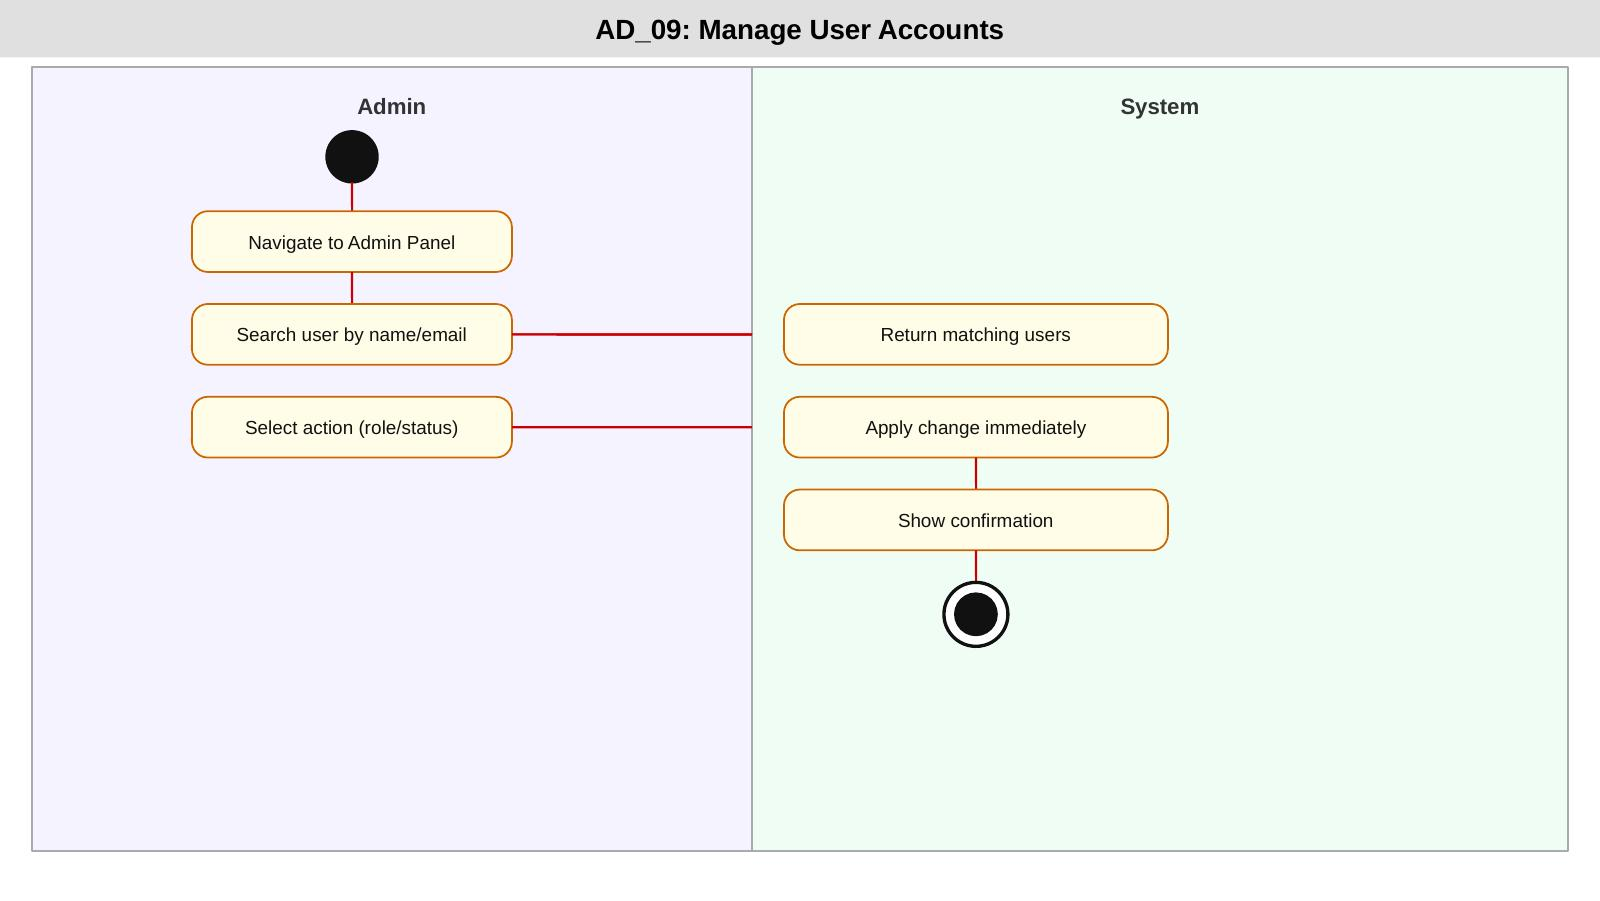 AD_09: Manage User Accounts
Admin
System
Navigate to Admin Panel
Search user by name/email
Return matching users
Select action (role/status)
Apply change immediately
Show confirmation